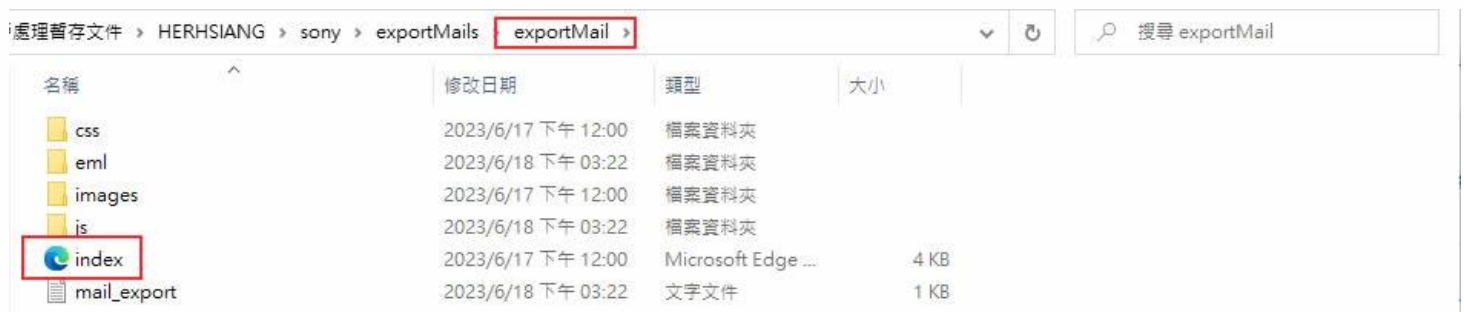 處理暫存文件 > HERHSIANG > sony > exportMails > exportMail > 搜尋 exportMail
名稱 修改日期 類型 大小
css 2023/6/17 下午 12:00 檔案資料夾
eml 2023/6/18 下午 03:22 檔案資料夾
images 2023/6/17 下午 12:00 檔案資料夾
js 2023/6/18 下午 03:22 檔案資料夾
index 2023/6/17 下午 12:00 Microsoft Edge ... 4 KB
mail_export 2023/6/18 下午 03:22 文字文件 1 KB